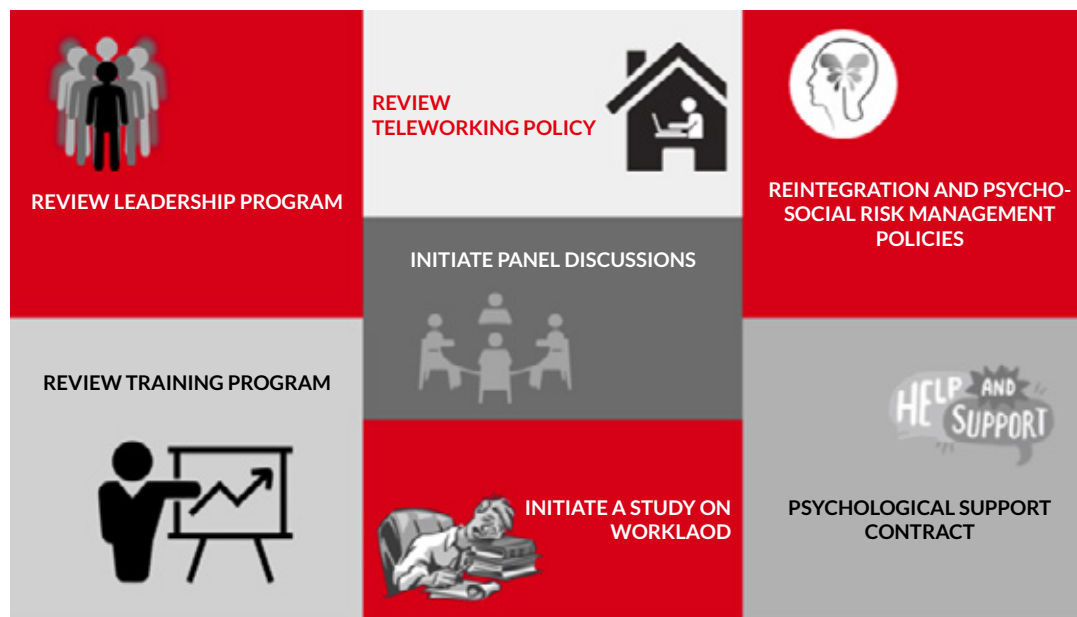 REVIEW LEADERSHIP PROGRAM
REVIEW
TELEWORKING POLICY
REINTEGRATION AND PSYCHO-
SOCIAL RISK MANAGEMENT
POLICIES
INITIATE PANEL DISCUSSIONS
REVIEW TRAINING PROGRAM
INITIATE A STUDY ON
WORKLAOD
HELP AND
SUPPORT
PSYCHOLOGICAL SUPPORT
CONTRACT